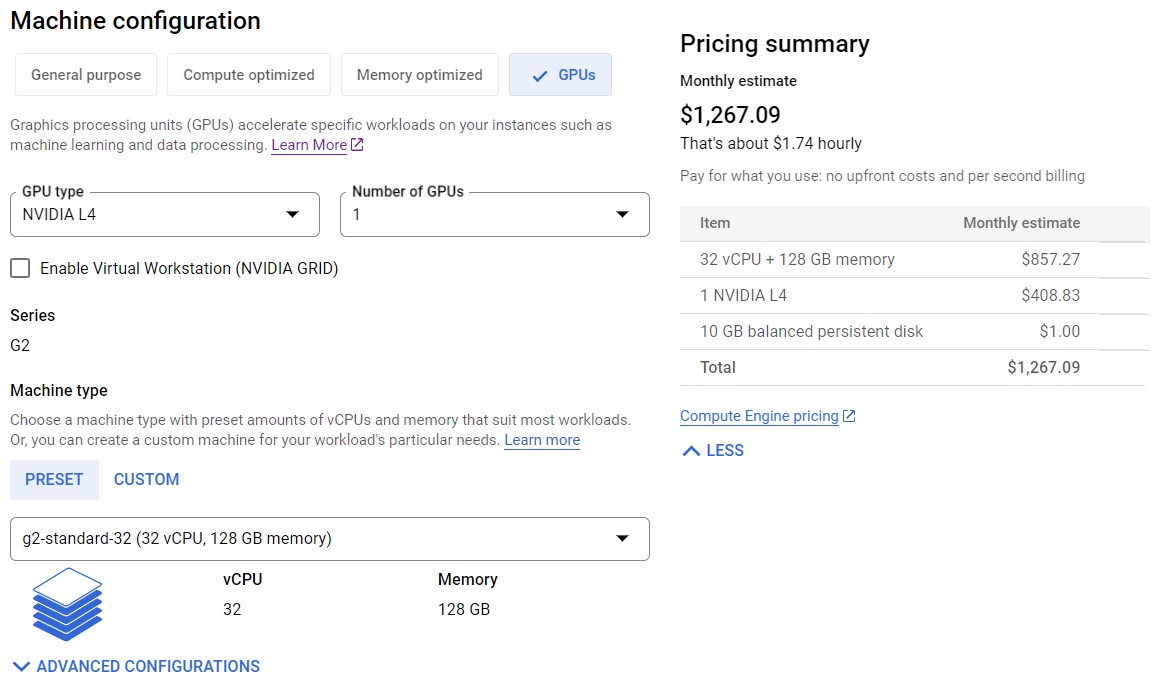 Machine configuration
General purpose
Compute optimized
Memory optimized
GPUs
Graphics processing units (GPUs) accelerate specific workloads on your instances such as
machine learning and data processing. Learn More
GPU type
NVIDIA L4
Number of GPUs
1
Enable Virtual Workstation (NVIDIA GRID)
Series
G2
Machine type
Choose a machine type with preset amounts of vCPUs and memory that suit most workloads.
Or, you can create a custom machine for your workload's particular needs. Learn more
PRESET
CUSTOM
g2-standard-32 (32 vCPU, 128 GB memory)
vCPU
Memory
32
128 GB
ADVANCED CONFIGURATIONS
Pricing summary
Monthly estimate
$1,267.09
That's about $1.74 hourly
Pay for what you use: no upfront costs and per second billing
Item Monthly estimate
32 vCPU + 128 GB memory $857.27
1 NVIDIA L4 $408.83
10 GB balanced persistent disk $1.00
Total $1,267.09
Compute Engine pricing
LESS